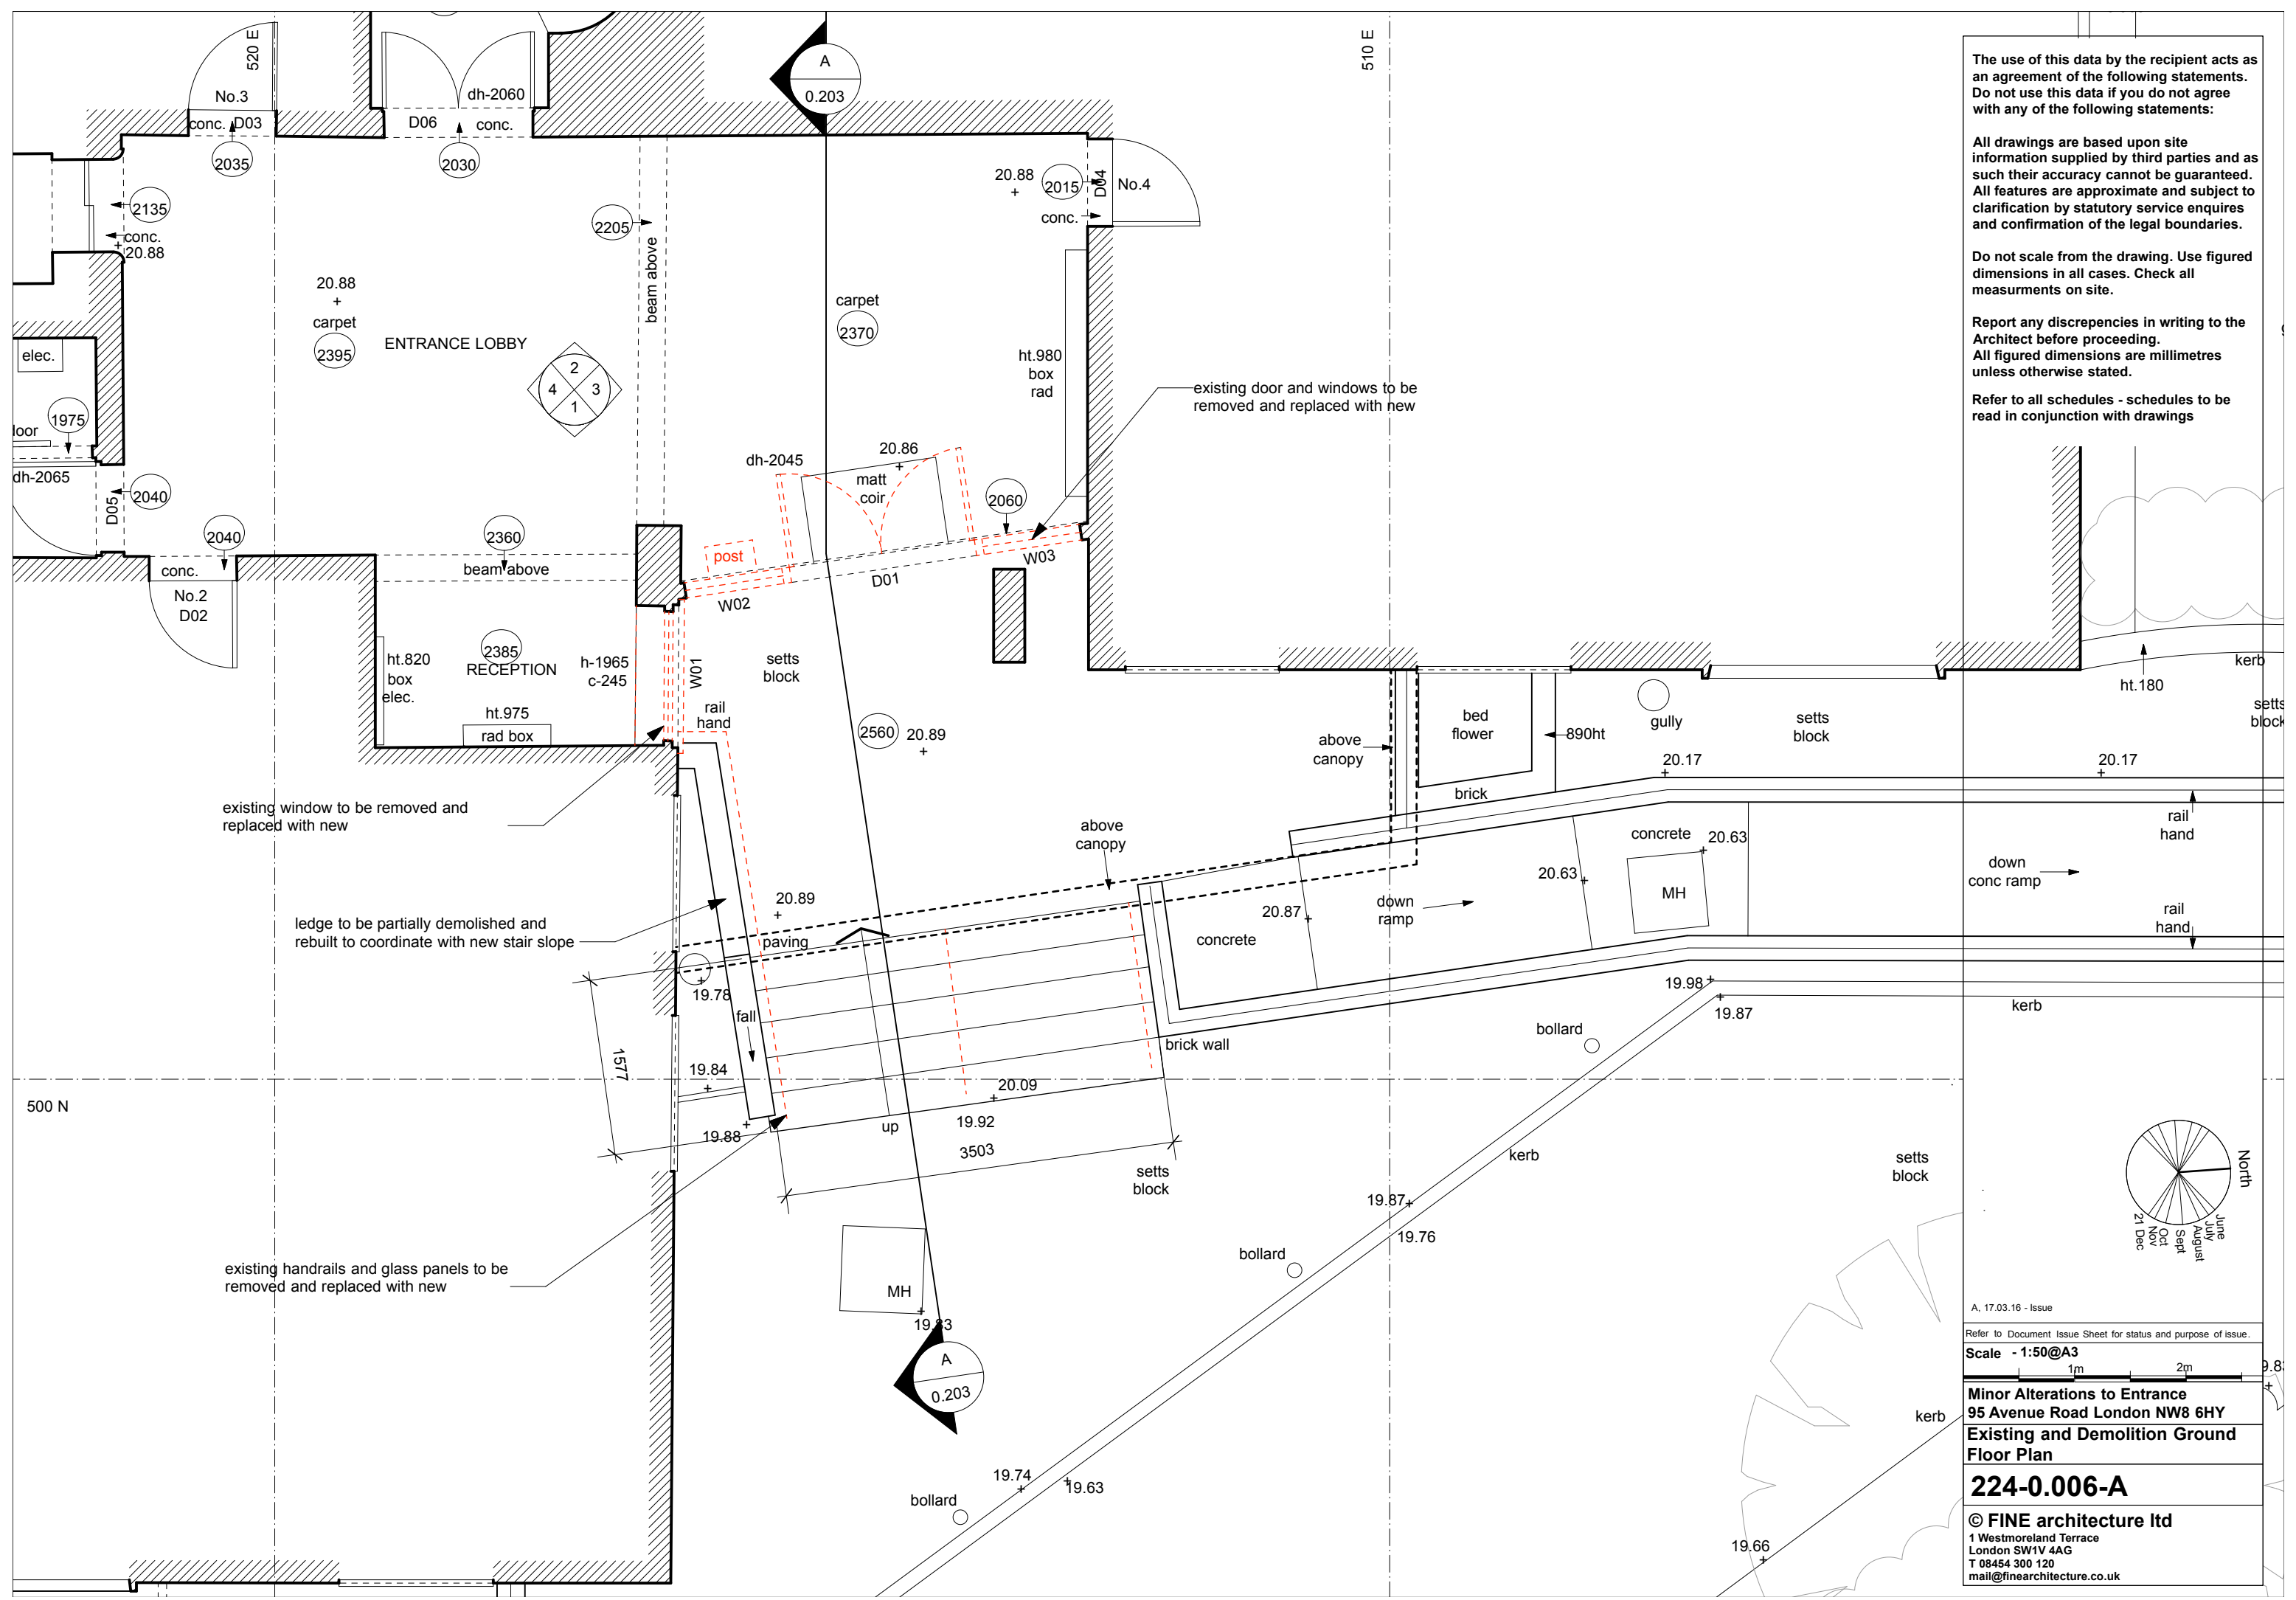 520 E
510 E
A
0.203
No.3
conc.
D03
2035
dh-2060
D06
conc.
2030
2135
conc.
20.88
2205
beam above
20.88
2015
D04
No.4
conc.
20.88
carpet
2395
ENTRANCE LOBBY
2
4
3
1
carpet
2370
ht.980
box
rad
existing door and windows to be
removed and replaced with new
elec.
1975
loor
dh-2065
D05
2040
2040
conc.
No.2
D02
2360
beam above
dh-2045
20.86
matt
coir
2060
post
W02
D01
W03
2385
RECEPTION
ht.820
box
elec.
h-1965
c-245
W01
ht.975
rad box
setts
block
rail
hand
2560
20.89
existing window to be removed and
replaced with new
above
canopy
bed
flower
890ht
brick
gully
setts
block
20.17
20.17
ht.180
kerb
setts
block
above
canopy
concrete
20.63
MH
20.63
down
conc ramp
rail
hand
rail
hand
ledge to be partially demolished and
rebuilt to coordinate with new stair slope
20.89
paving
20.87
down
ramp
concrete
19.78
fall
19.98
19.87
kerb
bollard
brick wall
1577
19.84
20.09
19.92
19.88
up
3503
500 N
setts
block
kerb
setts
block
19.87
19.76
existing handrails and glass panels to be
removed and replaced with new
MH
19.83
bollard
A
0.203
19.74
19.63
bollard
kerb
19.66
9.83
The use of this data by the recipient acts as
an agreement of the following statements.
Do not use this data if you do not agree
with any of the following statements:
All drawings are based upon site
information supplied by third parties and as
such their accuracy cannot be guaranteed.
All features are approximate and subject to
clarification by statutory service enquires
and confirmation of the legal boundaries.
Do not scale from the drawing. Use figured
dimensions in all cases. Check all
measurments on site.
Report any discrepencies in writing to the
Architect before proceeding.
All figured dimensions are millimetres
unless otherwise stated.
Refer to all schedules - schedules to be
read in conjunction with drawings
North
June
July
August
Sept
Oct
Nov
21 Dec
A, 17.03.16 - Issue
Refer to Document Issue Sheet for status and purpose of issue.
Scale - 1:50@A3
1m
2m
Minor Alterations to Entrance
95 Avenue Road London NW8 6HY
Existing and Demolition Ground
Floor Plan
224-0.006-A
© FINE architecture ltd
1 Westmoreland Terrace
London SW1V 4AG
T 08454 300 120
mail@finearchitecture.co.uk